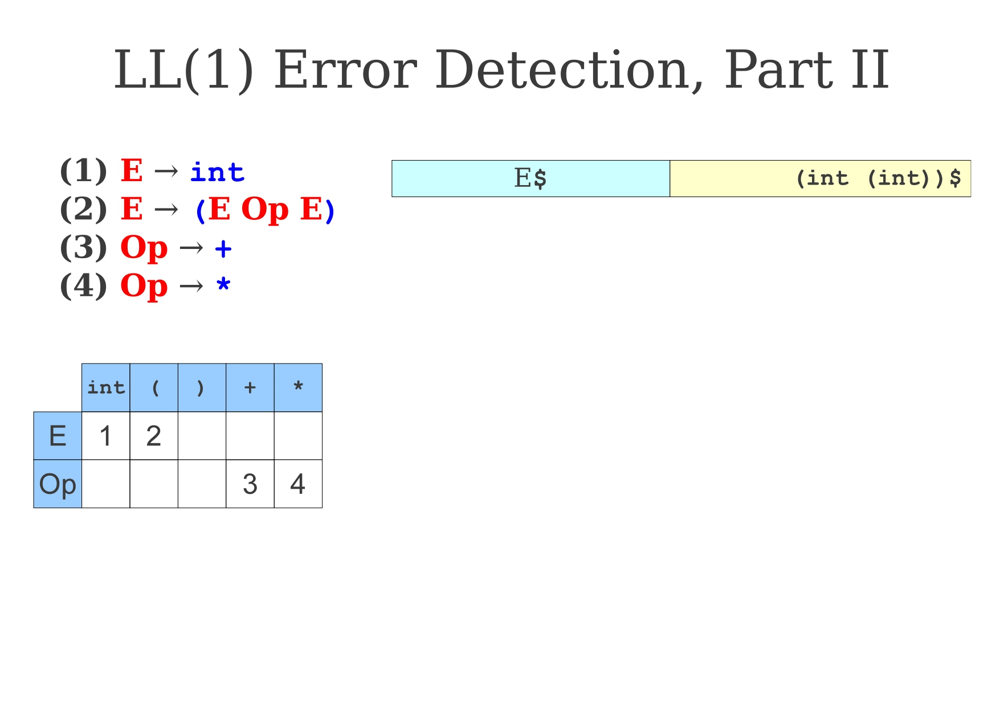 LL(1) Error Detection, Part II
(1) E → int
(2) E → (E Op E)
(3) Op → +
(4) Op → *
E$ (int (int))$
int ( ) + *
E 1 2
Op 3 4